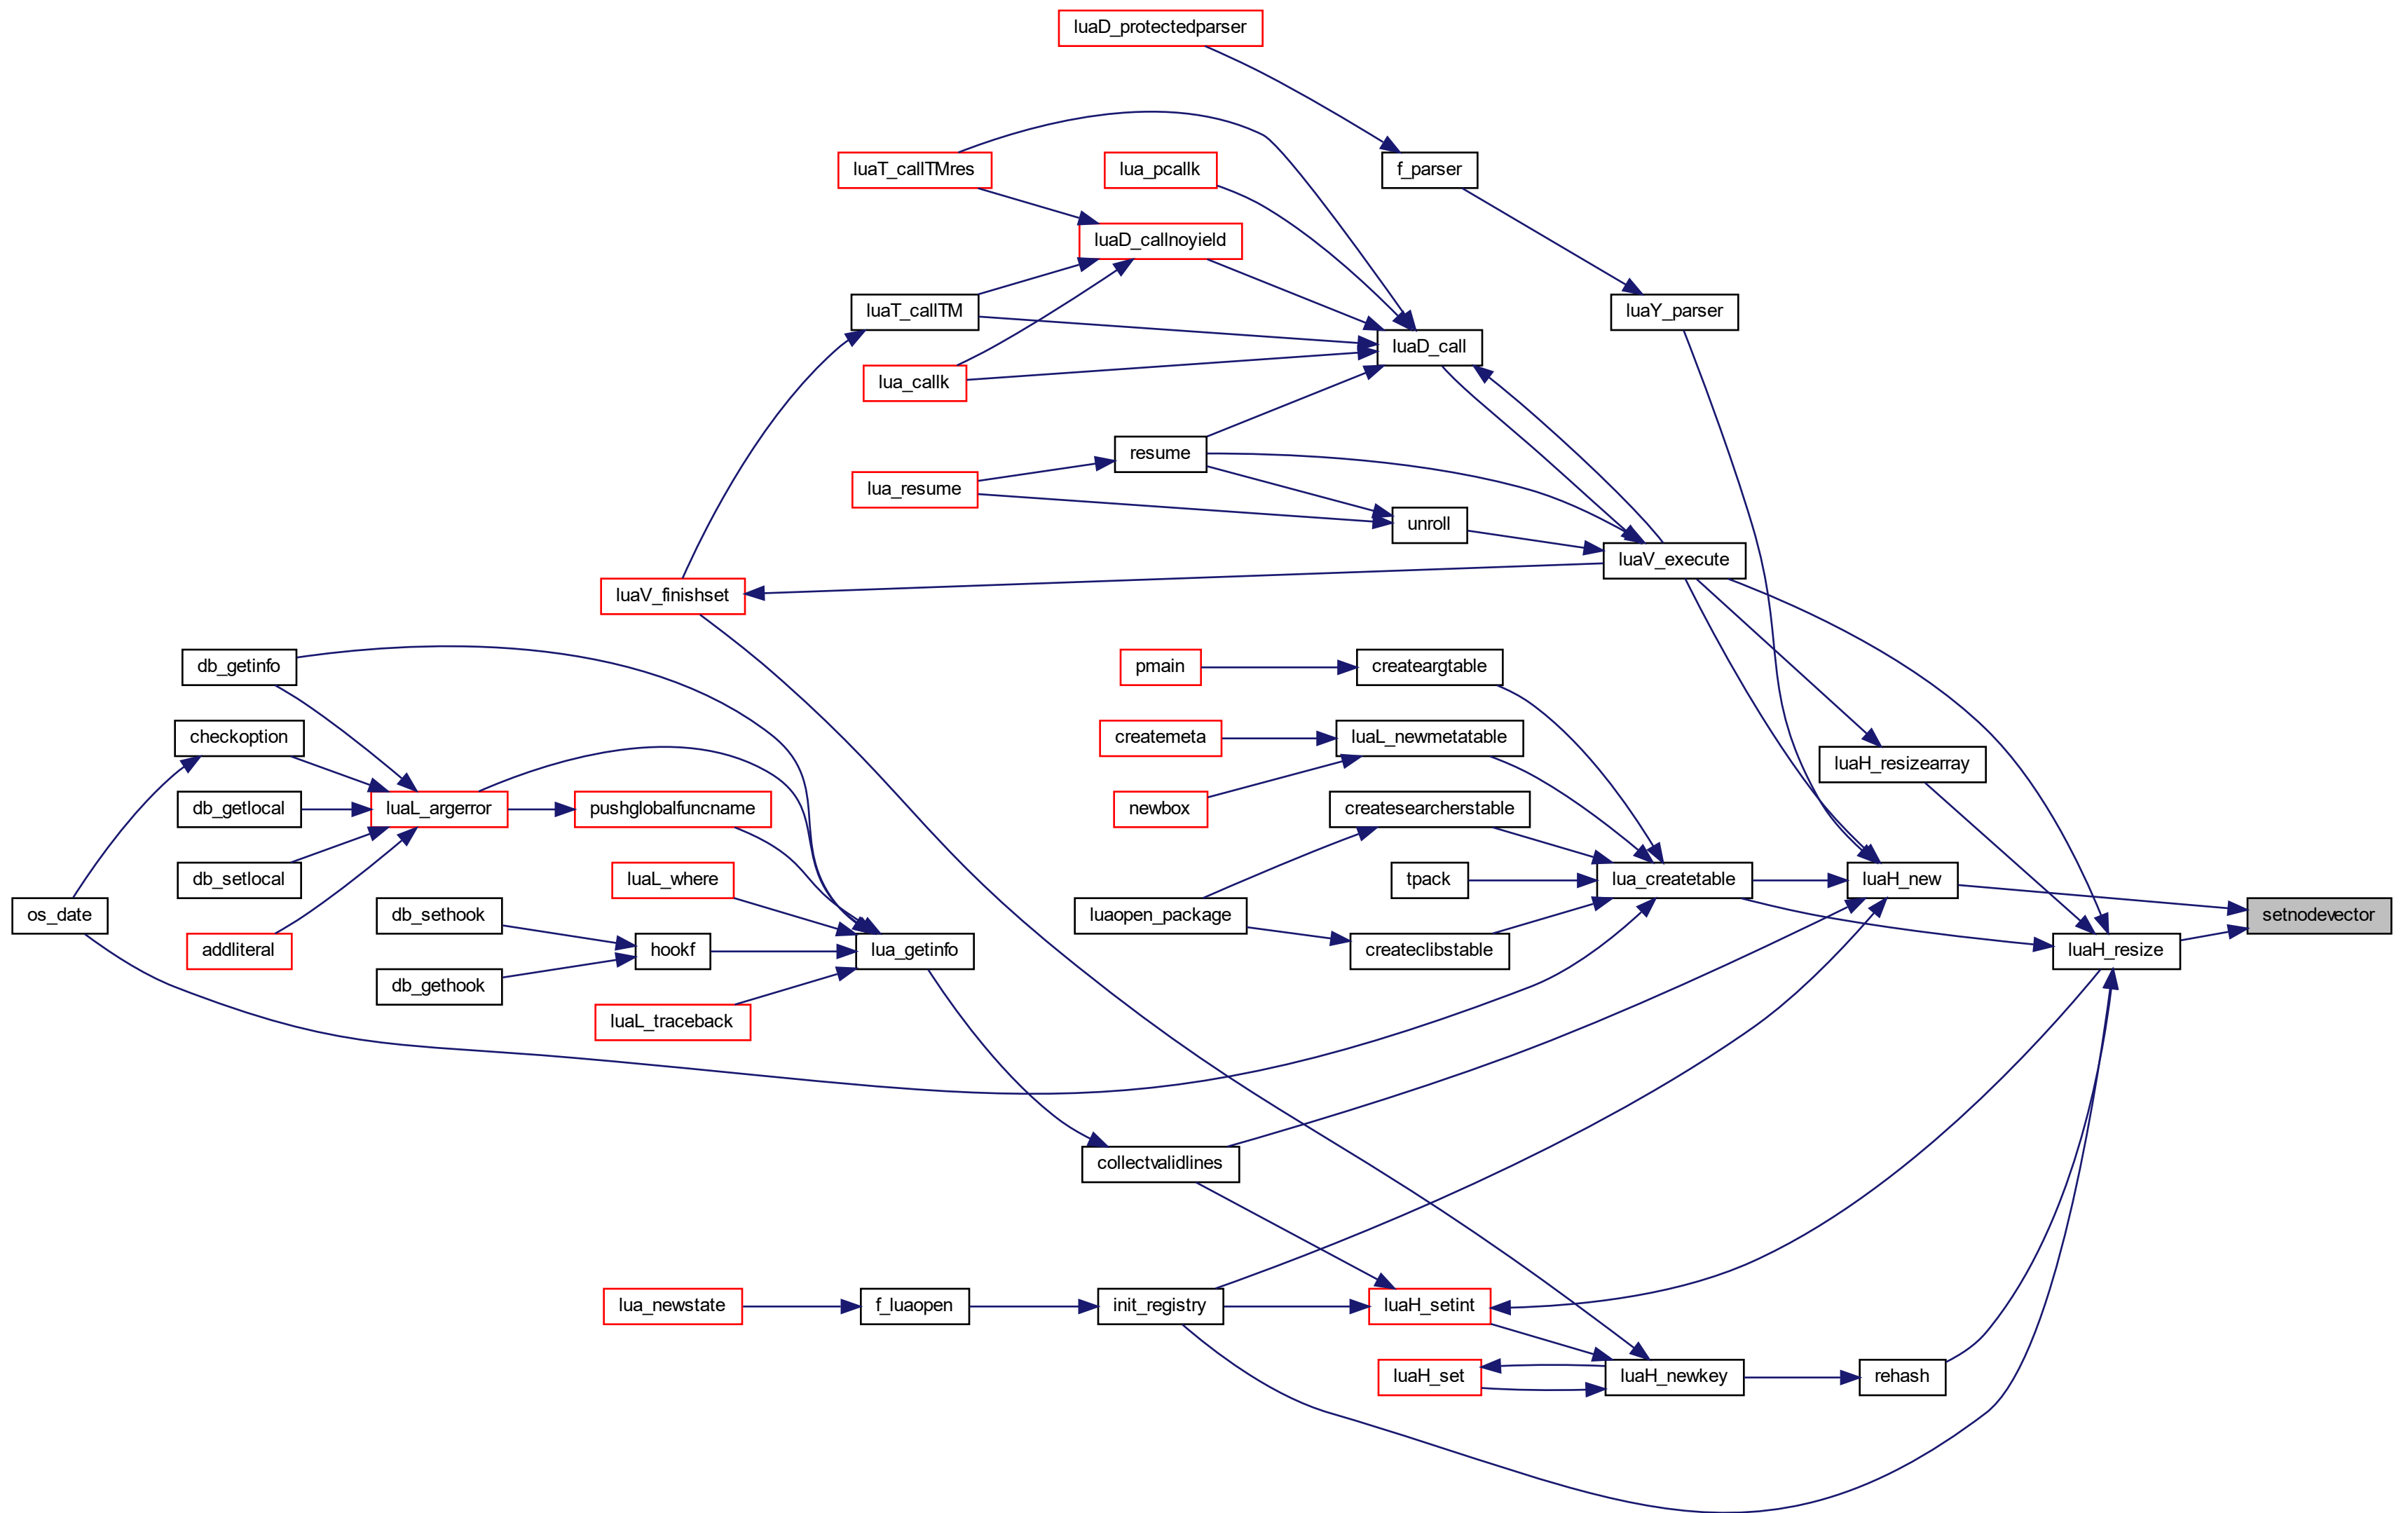 luaD_protectedparser
luaT_callTMres
lua_pcallk
f_parser
luaD_callnoyield
luaT_callTM
luaY_parser
luaD_call
lua_callk
resume
lua_resume
unroll
luaV_execute
luaV_finishset
db_getinfo
pmain
createargtable
checkoption
createmeta
luaL_newmetatable
luaH_resizearray
db_getlocal
luaL_argerror
pushglobalfuncname
newbox
createsearcherstable
db_setlocal
luaL_where
tpack
lua_createtable
luaH_new
os_date
db_sethook
luaopen_package
setnodevector
addliteral
hookf
lua_getinfo
createclibstable
luaH_resize
db_gethook
luaL_traceback
collectvalidlines
lua_newstate
f_luaopen
init_registry
luaH_setint
luaH_set
luaH_newkey
rehash